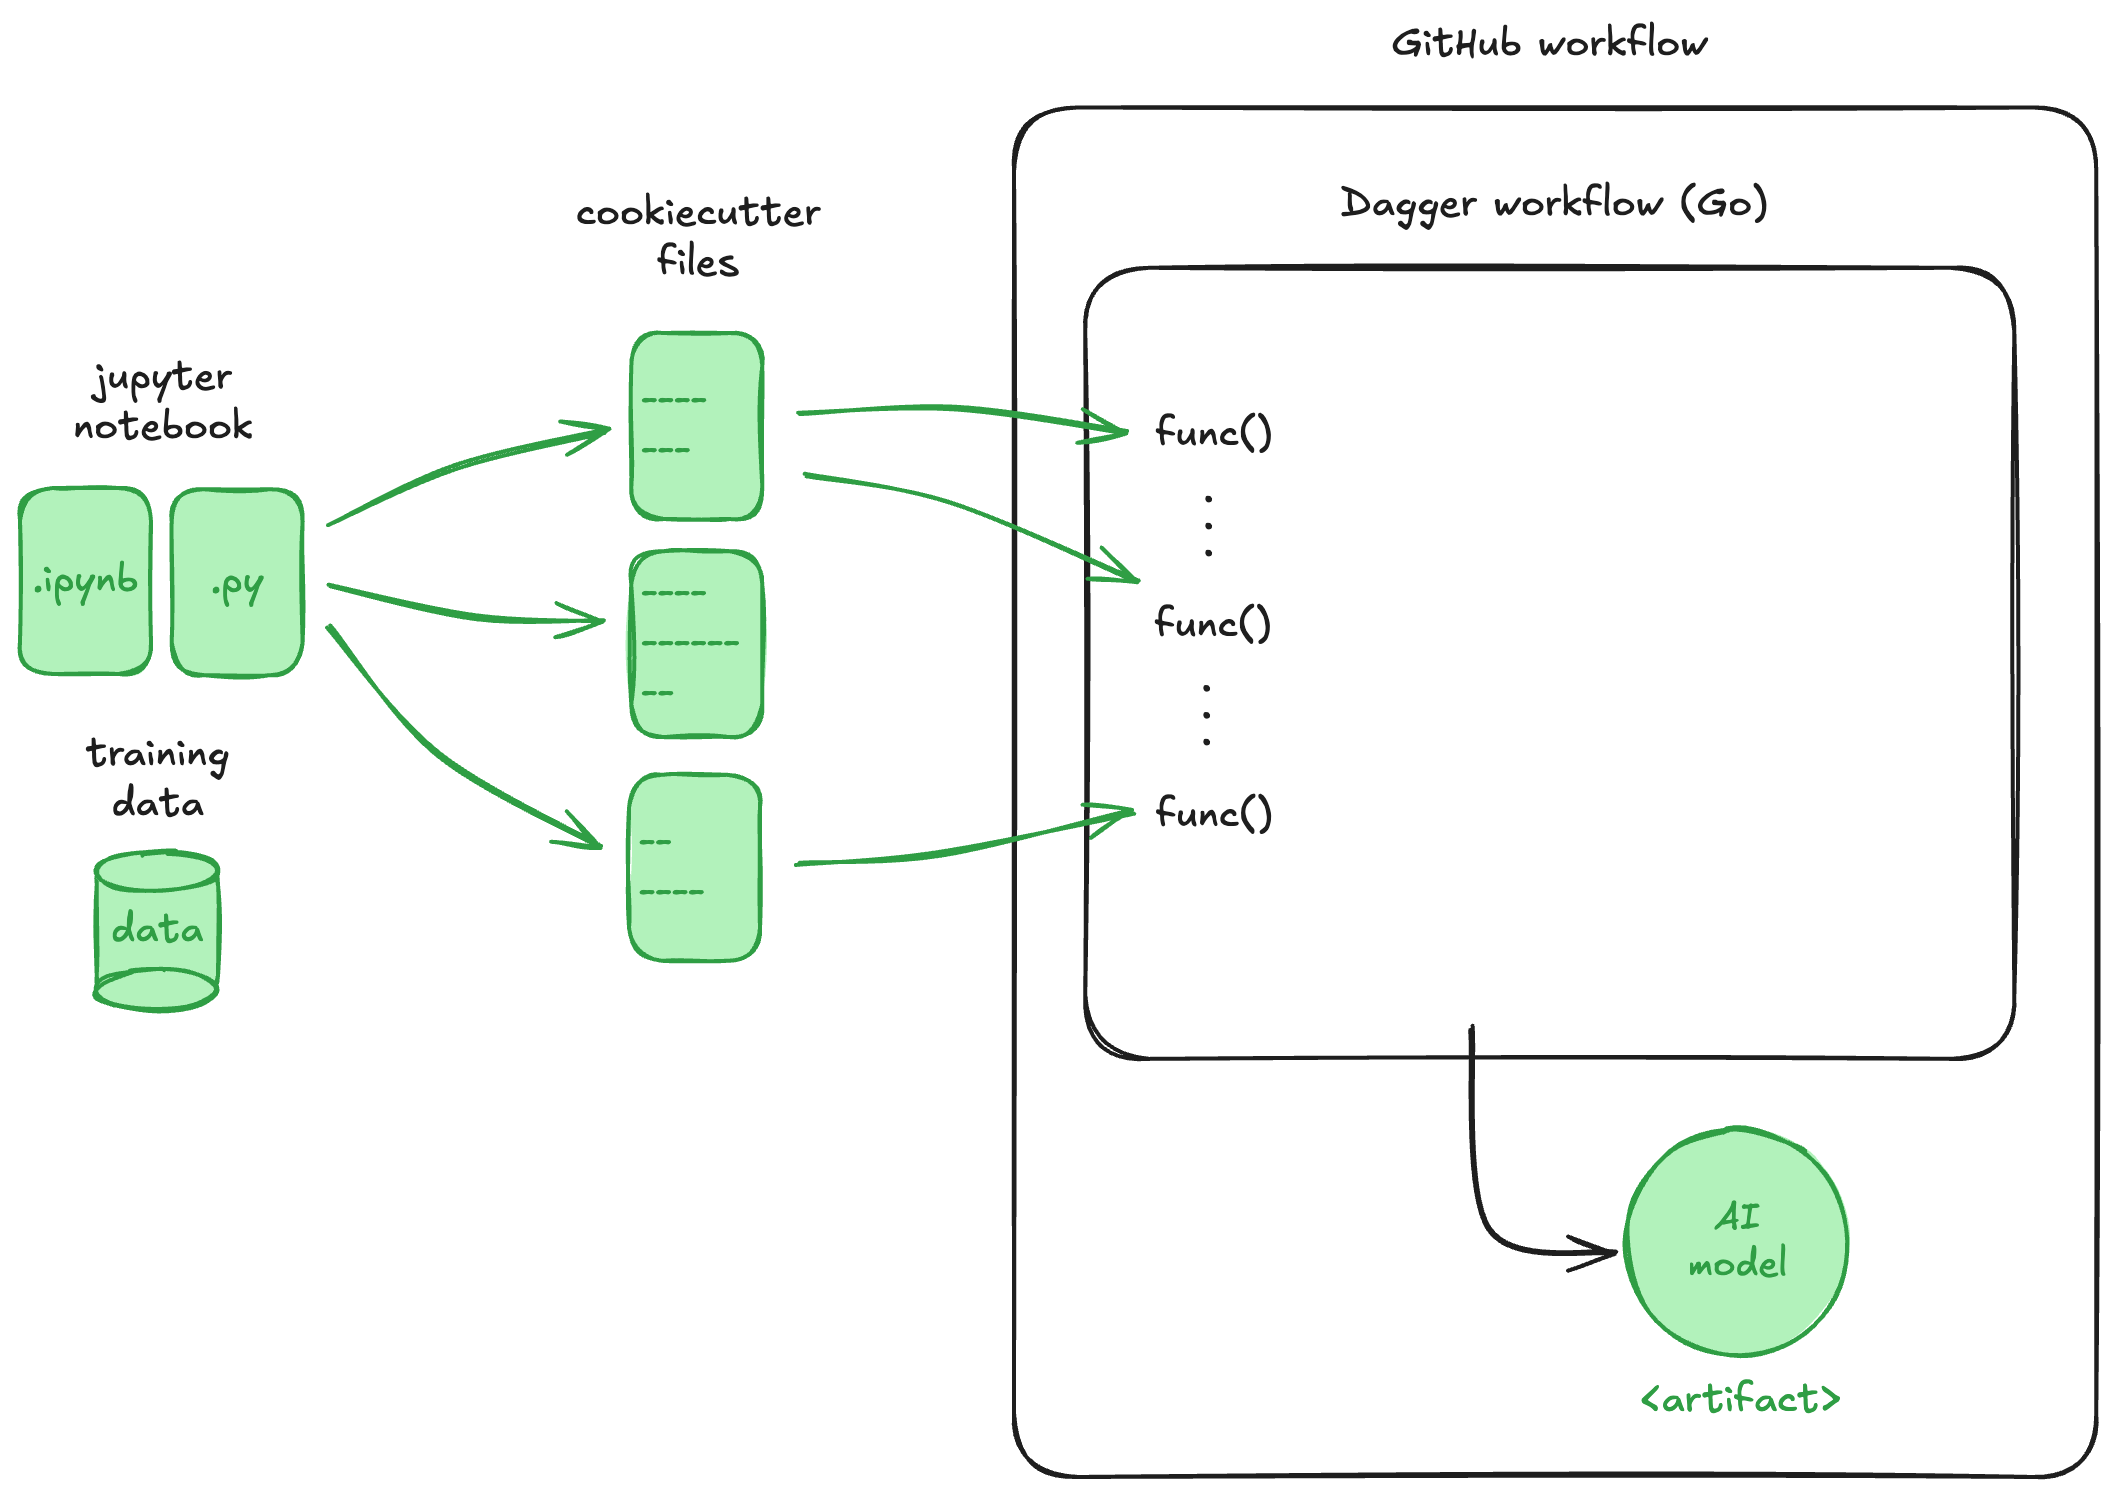 GitHub workflow
Dagger workflow (Go)
cookiecutter
files
jupyter
notebook
.ipynb
.py
training
data
data
func()
func()
func()
AI
model
<artifact>